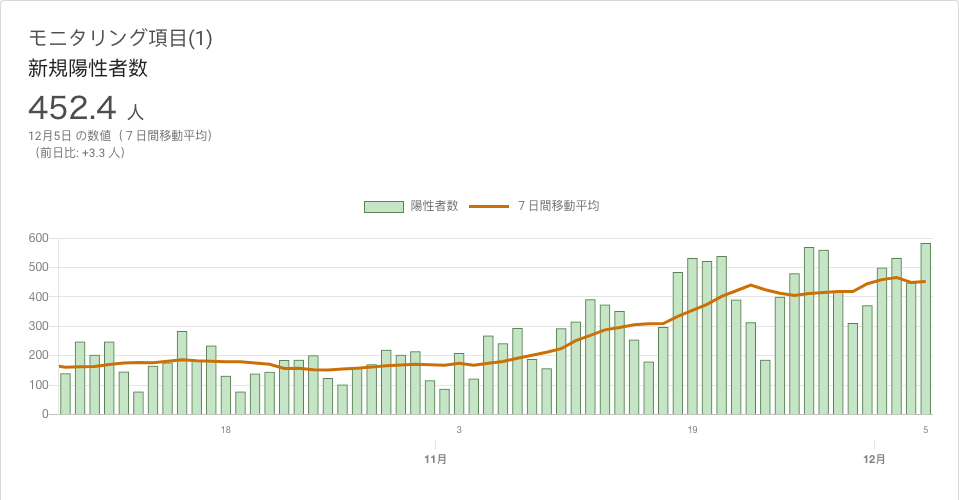 モニタリング項目(1)
新規陽性者数
452.4 人
12月5日 の数値（７日間移動平均）
（前日比: +3.3 人）
陽性者数 ７日間移動平均
600
500
400
300
200
100
0
18 3 19 5
11月 12月